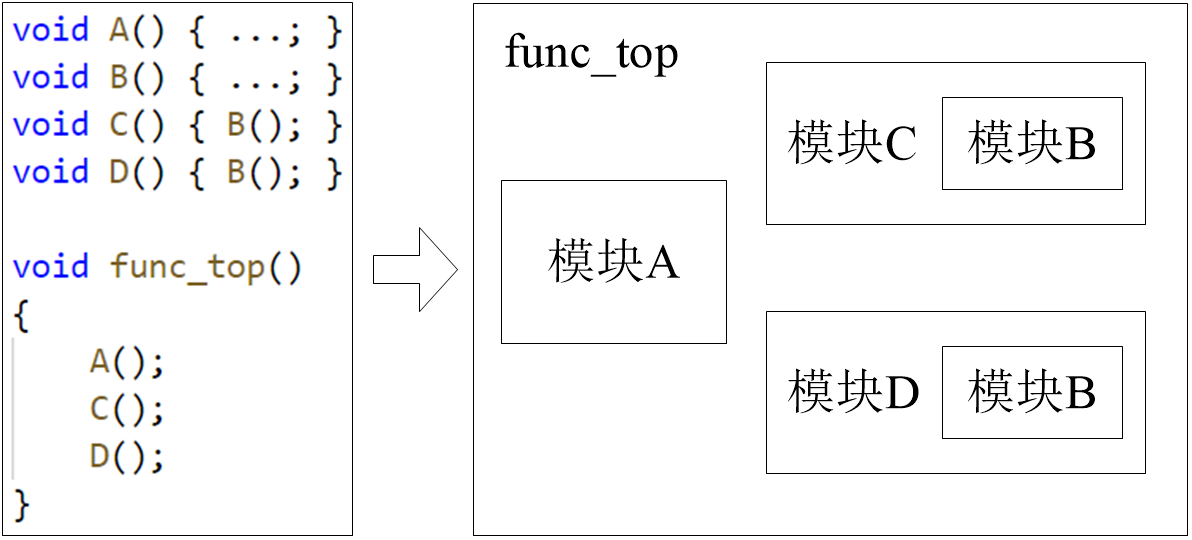 void A() { ...; }
void B() { ...; }
void C() { B(); }
void D() { B(); }
void func_top()
{
    A();
    C();
    D();
}
func_top
模块A
模块C
模块B
模块D
模块B